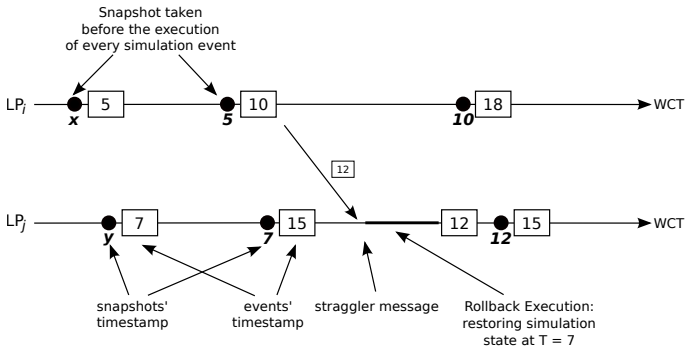 Snapshot taken
before the execution
of every simulation event
LPi 5 10 18 WCT
x 5 10
12
LPj 7 15 12 15 WCT
y 7 12
snapshots'
timestamp
events'
timestamp
straggler message
Rollback Execution:
restoring simulation
state at T = 7